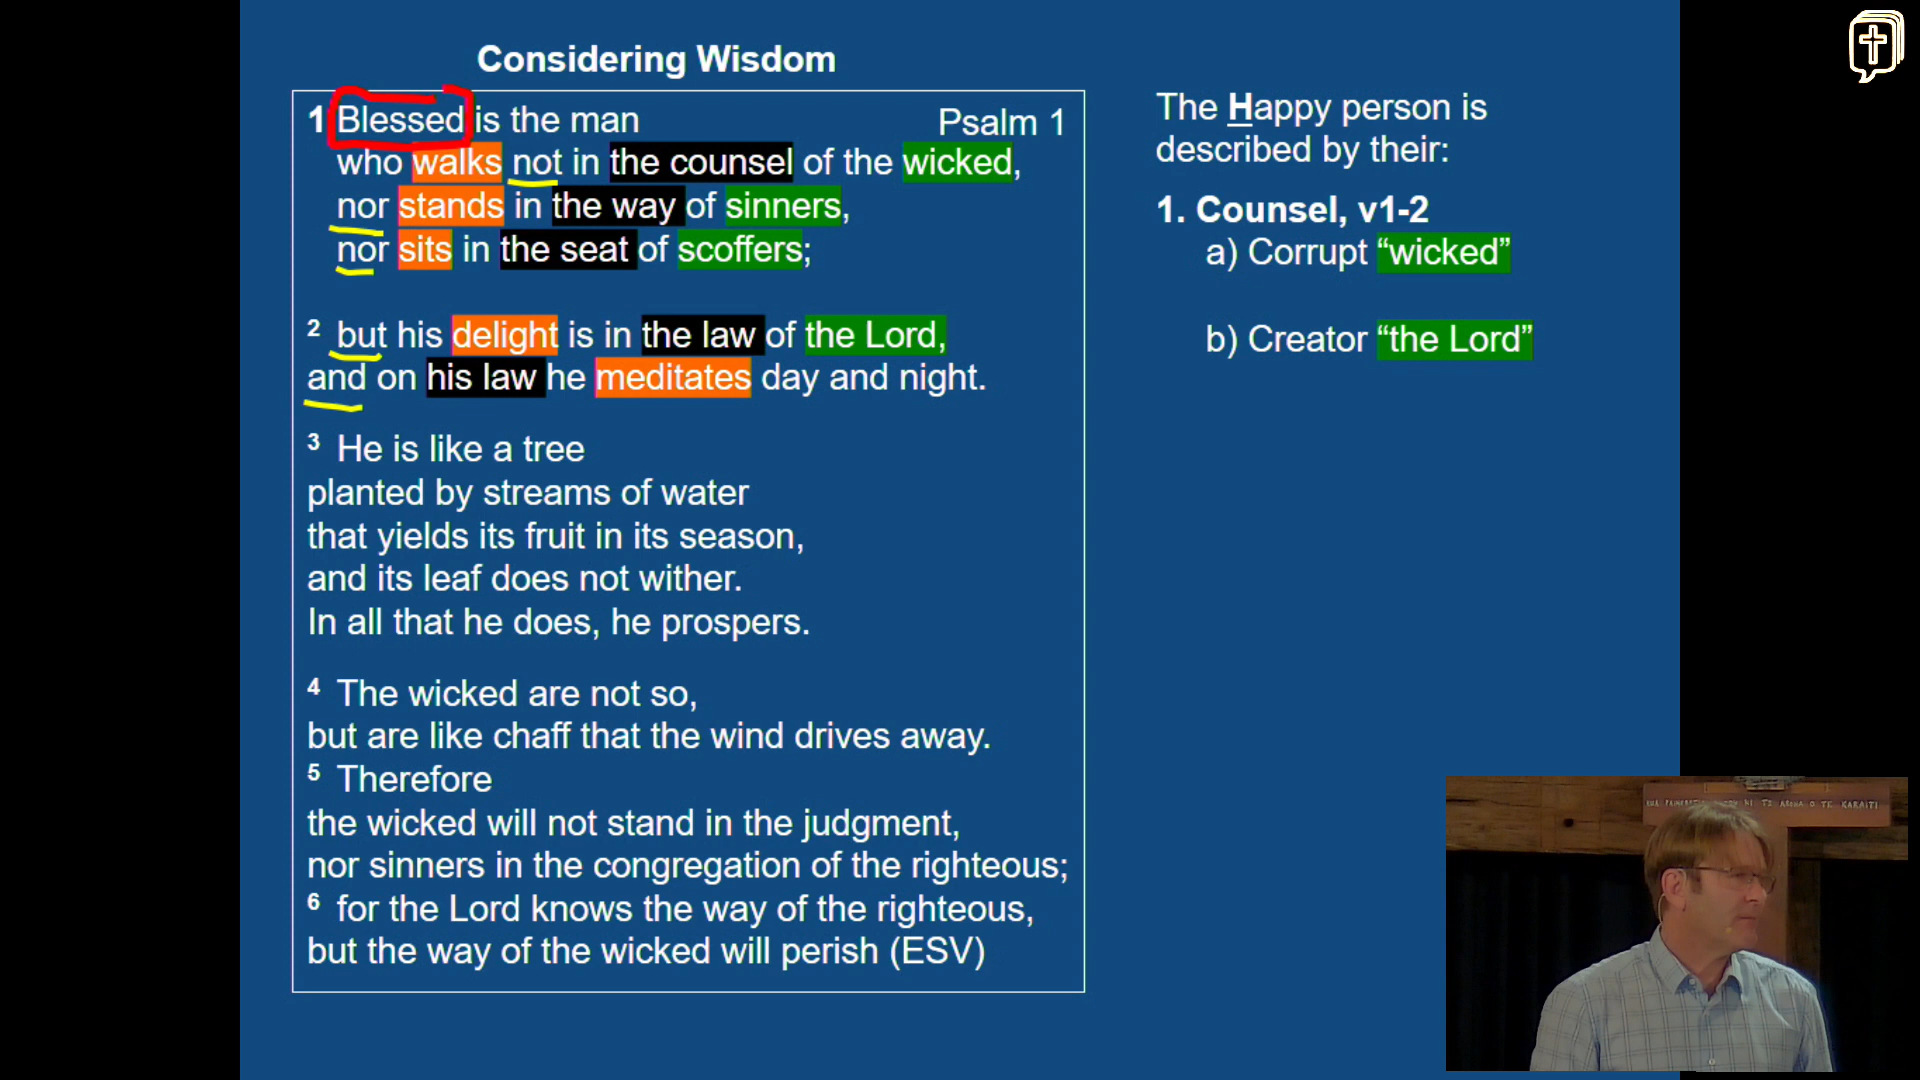 Considering Wisdom
1 Blessed is the man
Psalm 1
who walks not in the counsel of the wicked,
nor stands in the way of sinners,
nor sits in the seat of scoffers;
2 but his delight is in the law of the Lord,
and on his law he meditates day and night.
3 He is like a tree
planted by streams of water
that yields its fruit in its season,
and its leaf does not wither.
In all that he does, he prospers.
4 The wicked are not so,
but are like chaff that the wind drives away.
5 Therefore
the wicked will not stand in the judgment,
nor sinners in the congregation of the righteous;
6 for the Lord knows the way of the righteous,
but the way of the wicked will perish (ESV)
The Happy person is
described by their:
1. Counsel, v1-2
a) Corrupt “wicked”
b) Creator “the Lord”
NI TO AROHA O TE KARAITI